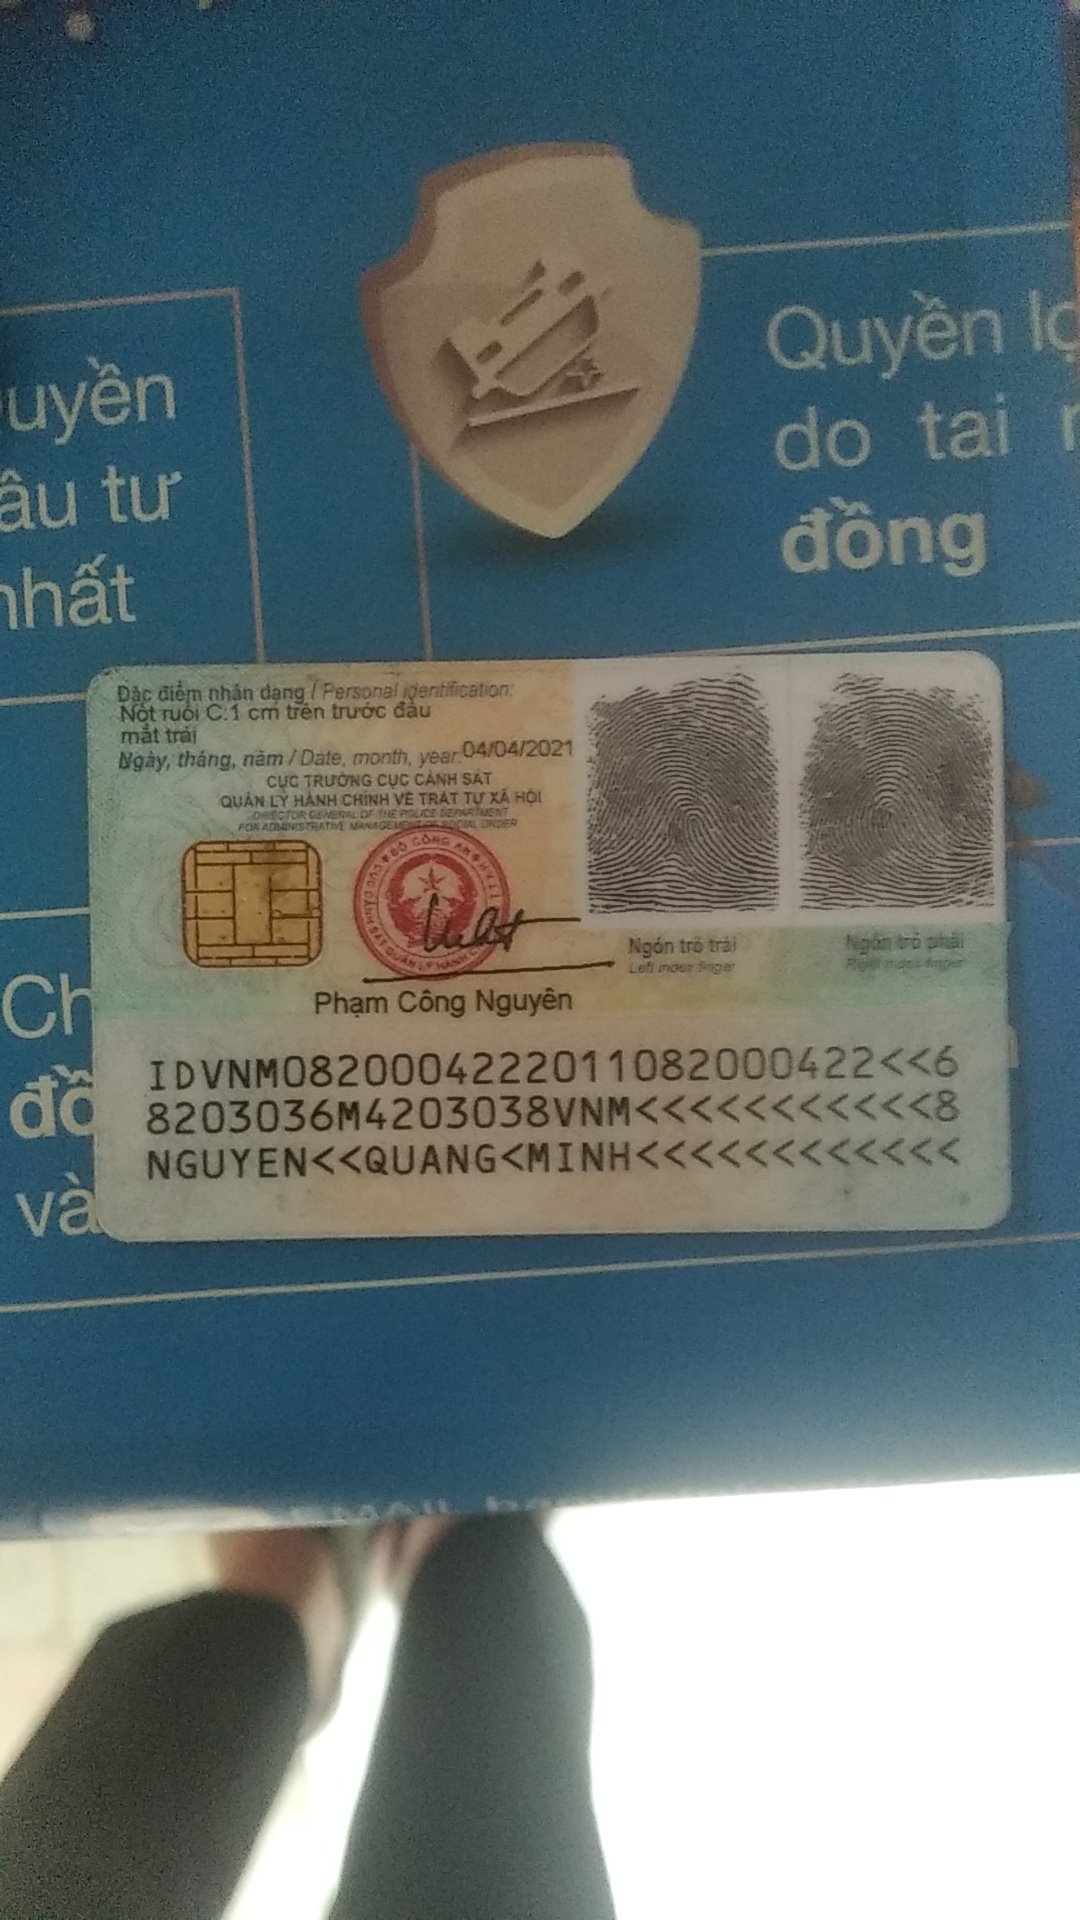 Quyền
do tai
đồng
uyền
tư
nhất
Đặc điểm nhận dạng / Personal identification:
Nốt ruồi C:1 cm trên trước đầu
mắt trái
Ngày, tháng, năm / Date, month, year: 04/04/2021
CỤC TRƯỞNG CỤC CẢNH SÁT
QUẢN LÝ HÀNH CHÍNH VỀ TRẬT TỰ XÃ HỘI
DIRECTOR GENERAL OF THE POLICE DEPARTMENT
FOR ADMINISTRATIVE MANAGEMENT OF SOCIAL ORDER
BỘ CÔNG AN
Ngón trỏ trái
Left index finger
Ngón trỏ phải
Right index finger
Phạm Công Nguyên
IDVNM0820004222011082000422<<6
8203036M4203038VNM<<<<<<<<<<<8
NGUYEN<<QUANG<MINH<<<<<<<<<<<<
Ch
và